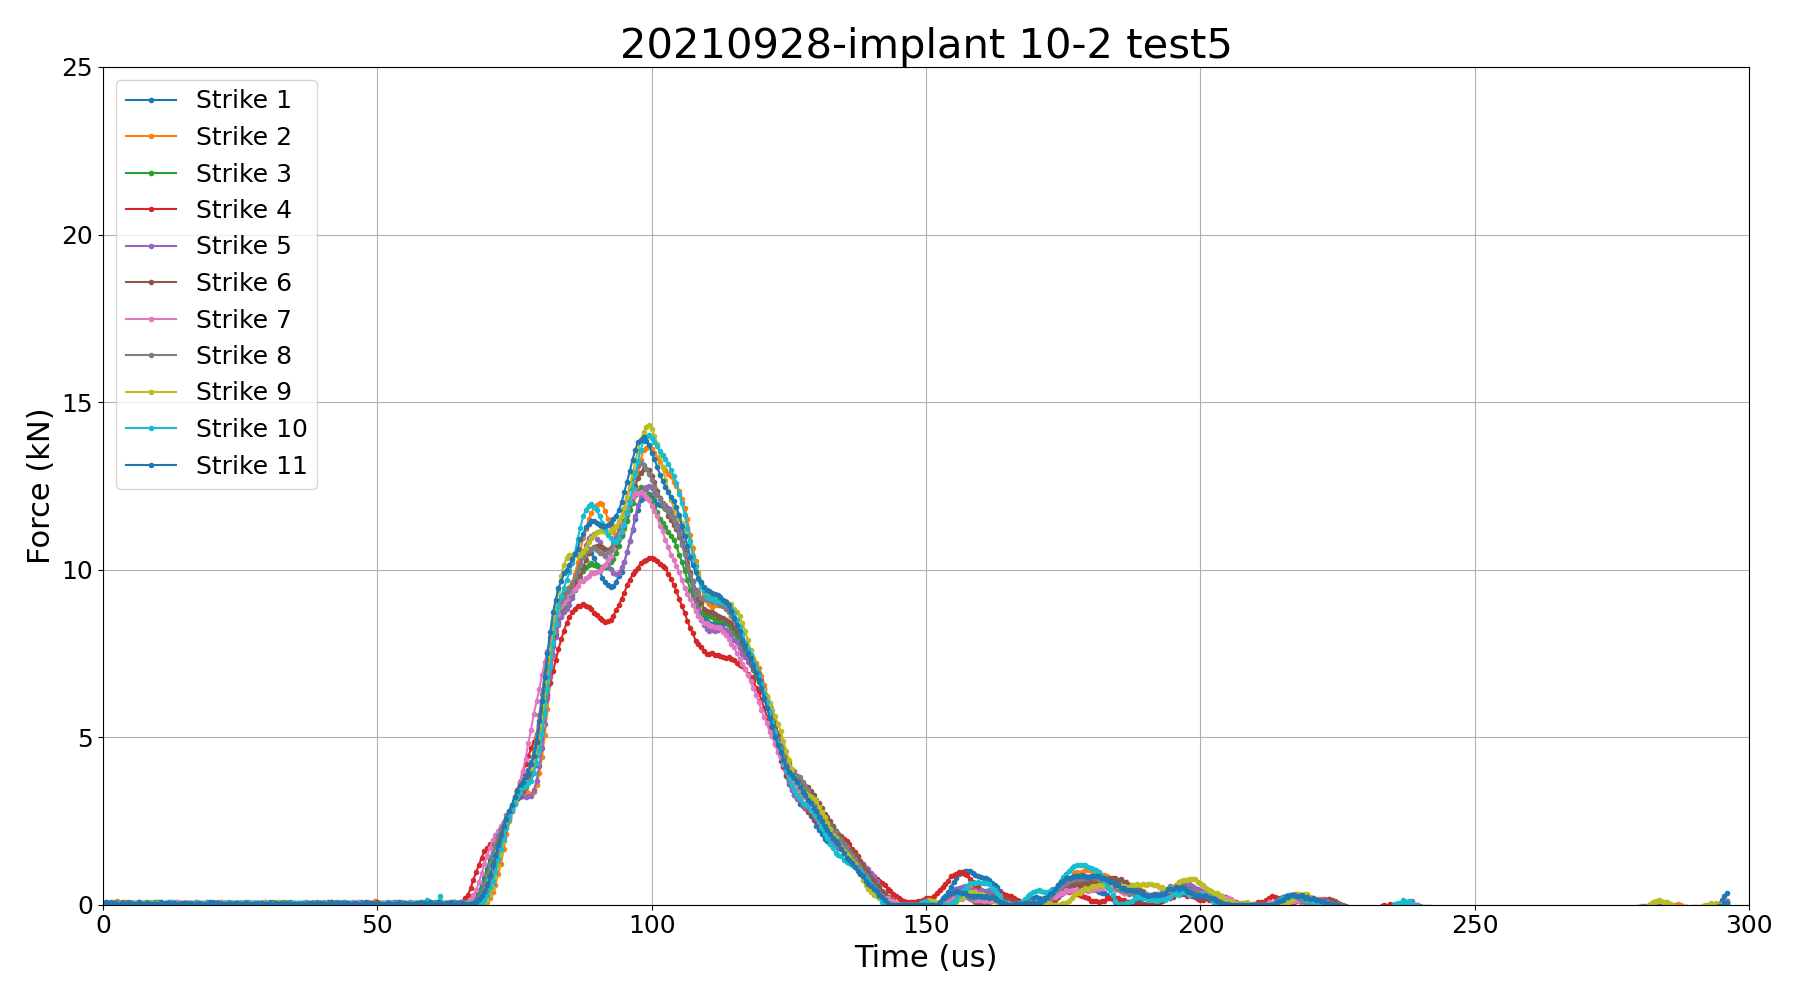 20210928-implant 10-2 test5
25
20
15
10
5
0
Force (kN)
Strike 1
Strike 2
Strike 3
Strike 4
Strike 5
Strike 6
Strike 7
Strike 8
Strike 9
Strike 10
Strike 11
0 50 100 150 200 250 300
Time (us)